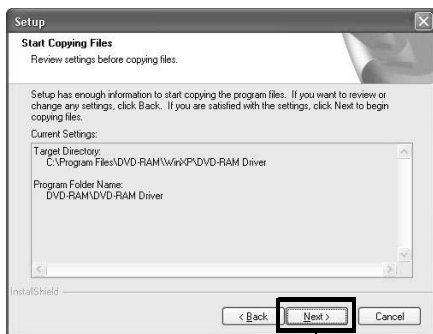 Setup
Start Copying Files
Review settings before copying files.
Setup has enough information to start copying the program files. If you want to review or
change any settings, click Back. If you are satisfied with the settings, click Next to begin
copying files.
Current Settings:
Target Directory:
C:\Program Files\DVD-RAM\WinXP\DVD-RAM Driver
Program Folder Name:
DVD-RAM\DVD-RAM Driver
InstallShield
< Back
Next >
Cancel